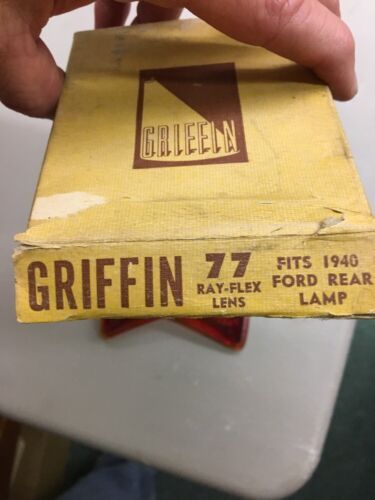 GRIFFIN
GRIFFIN
77
RAY-FLEX
LENS
FITS 1940
FORD REAR
LAMP